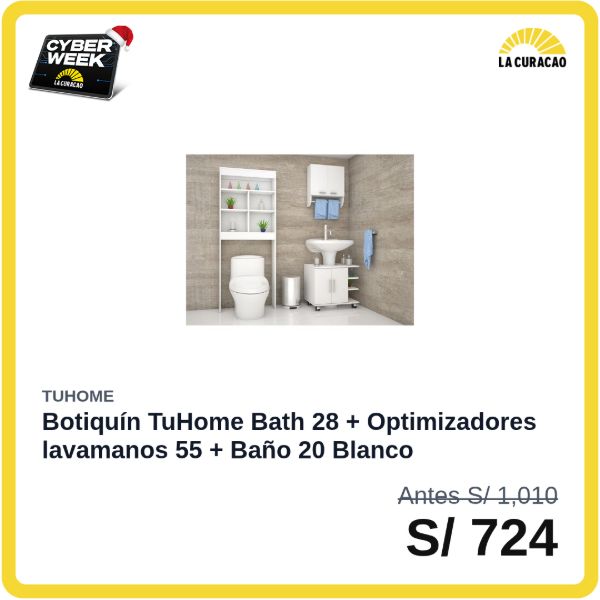 CYBER
WEEK
LA CURACAO
LA CURACAO
TUHOME
Botiquín TuHome Bath 28 + Optimizadores
lavamanos 55 + Baño 20 Blanco
Antes S/ 1,010
S/ 724